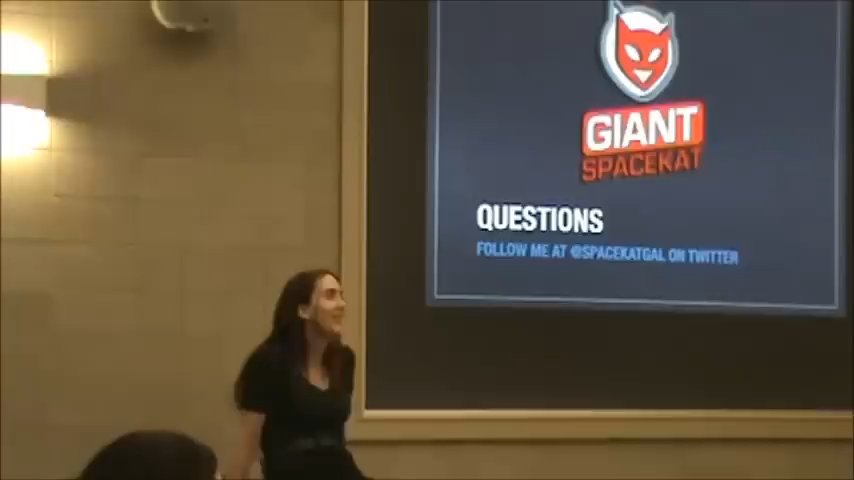 GIANT
SPACEKAT
QUESTIONS
FOLLOW ME AT @SPACEKATGAL ON TWITTER